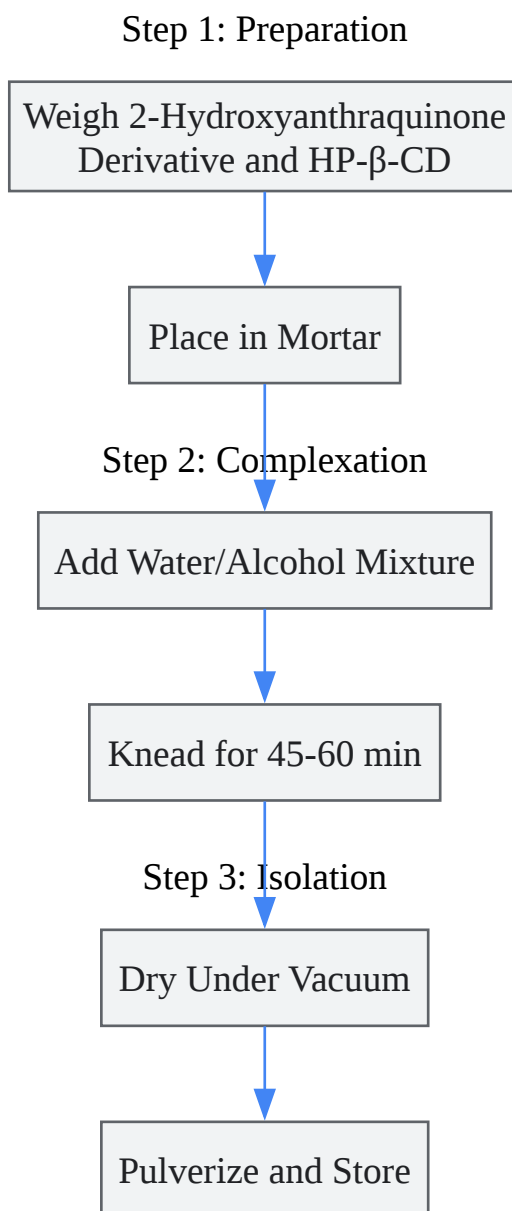 Step 1: Preparation
Weigh 2-Hydroxyanthraquinone
Derivative and HP-β-CD
Place in Mortar
Step 2: Complexation
Add Water/Alcohol Mixture
Knead for 45-60 min
Step 3: Isolation
Dry Under Vacuum
Pulverize and Store